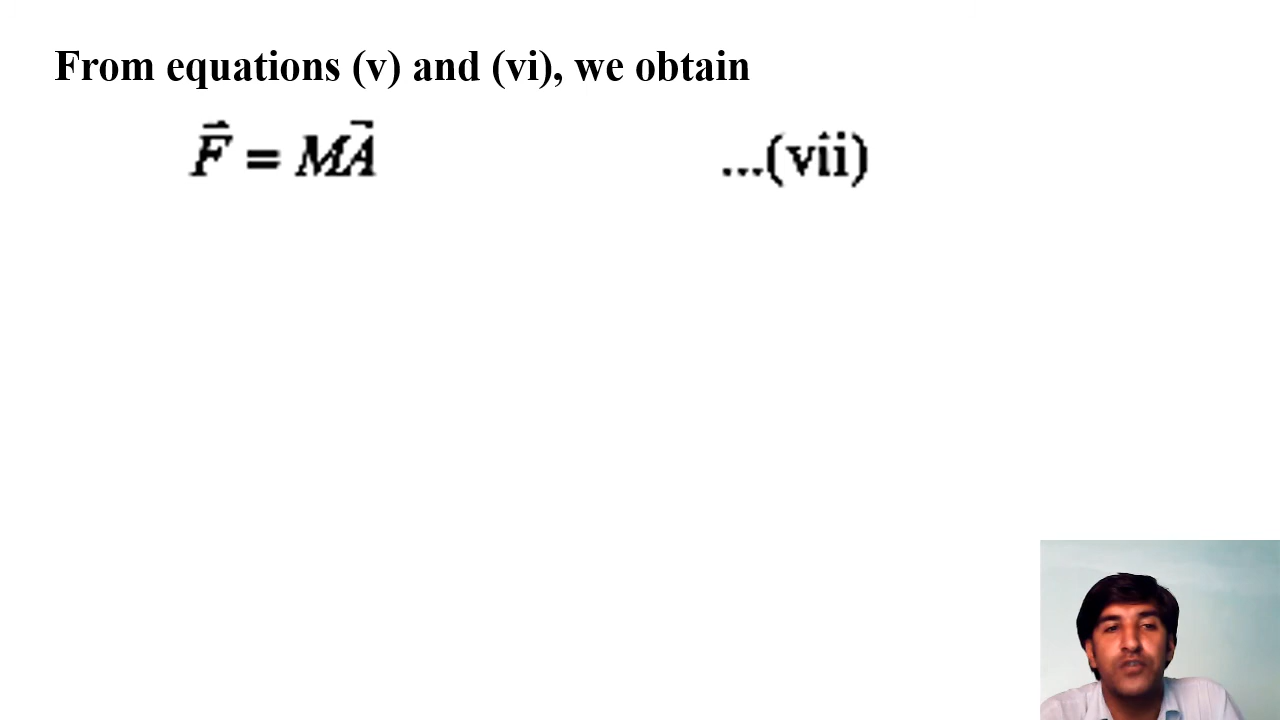 From equations (v) and (vi), we obtain
F⃗ = MA⃗ ...(vii)